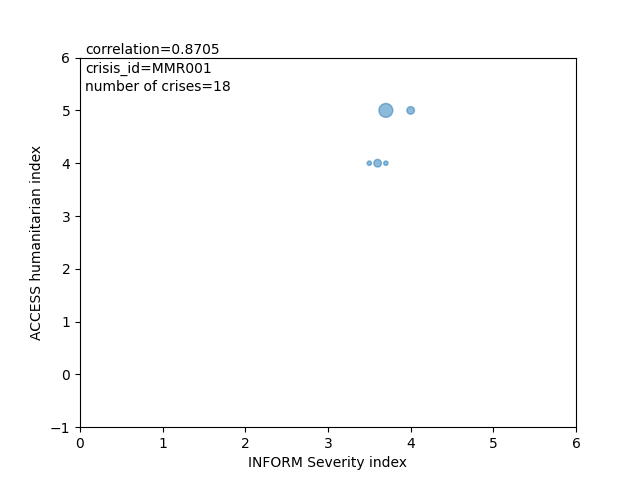 correlation=0.8705
crisis_id=MMR001
number of crises=18
6
5
4
3
2
1
0
−1
ACCESS humanitarian index
0 1 2 3 4 5 6
INFORM Severity index